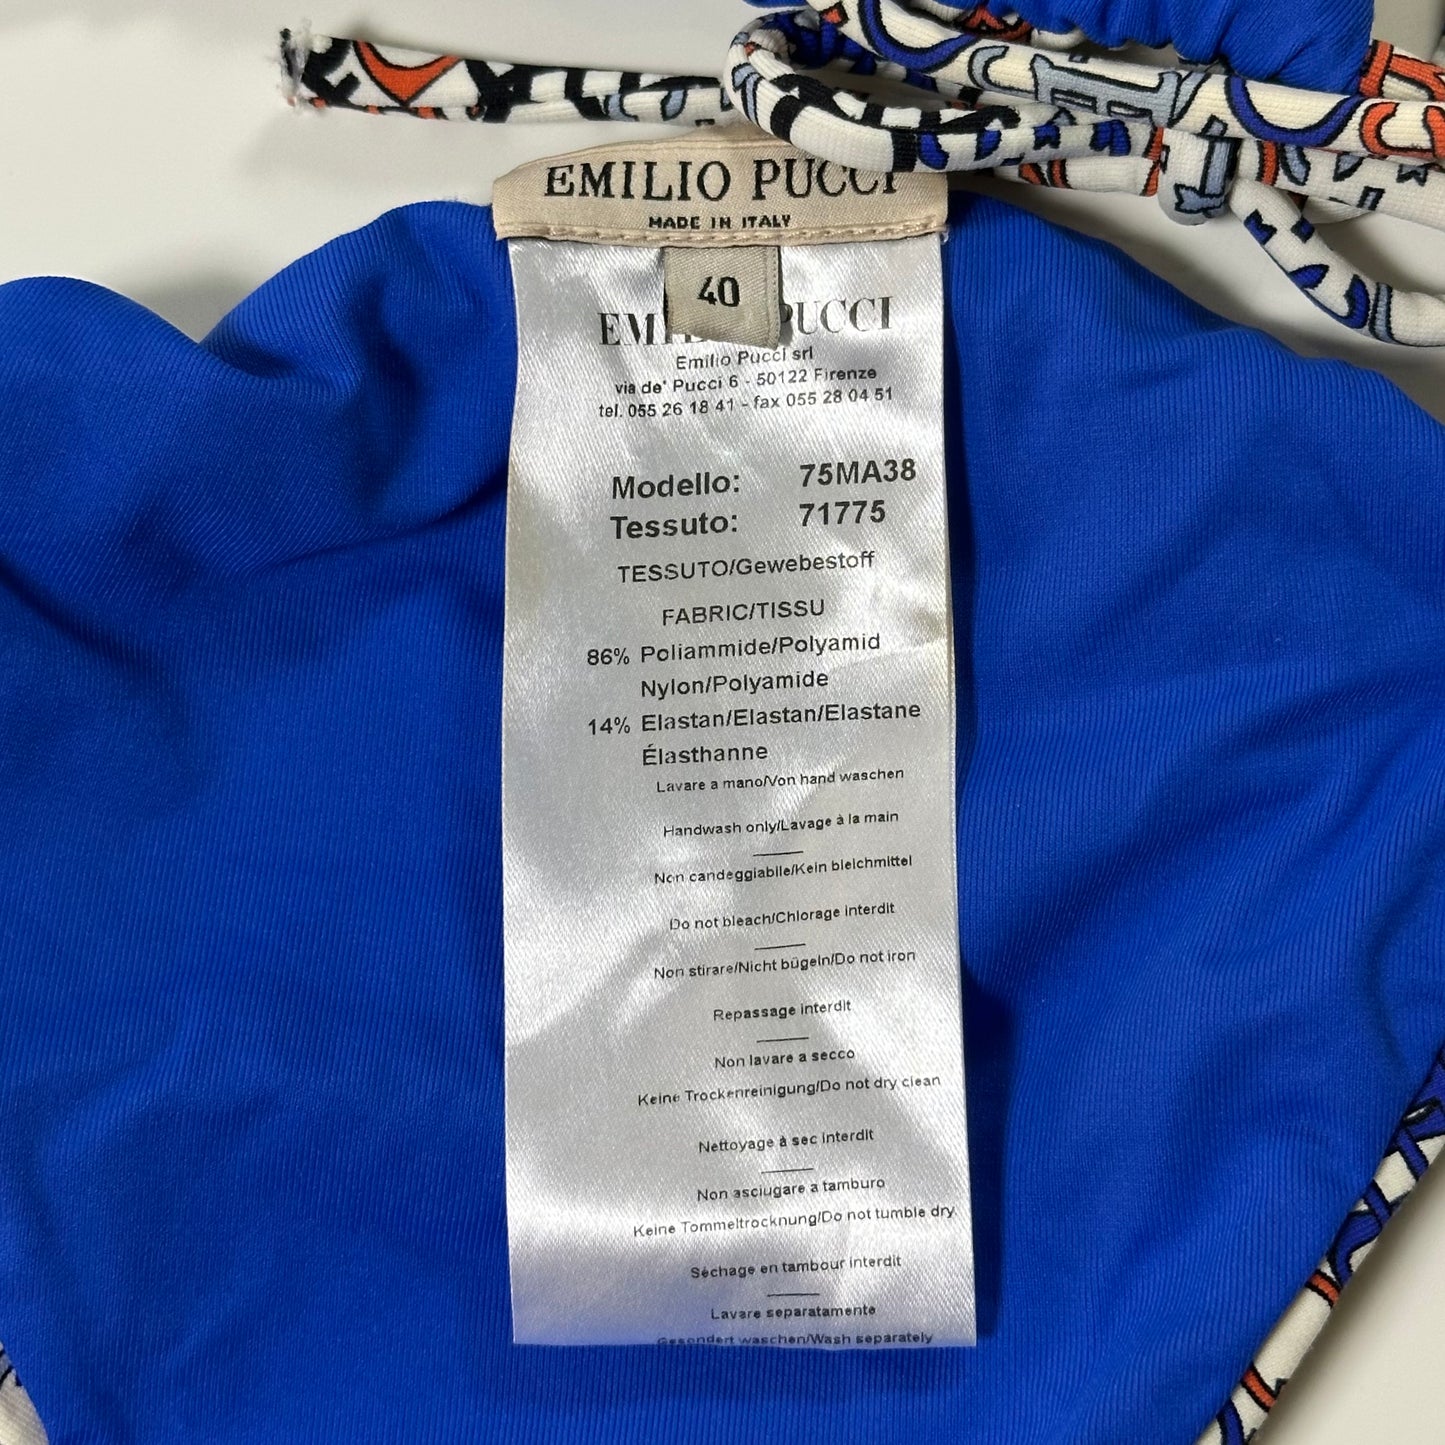 EMILIO PUCCI
MADE IN ITALY
40
PUCCI
Emilio Pucci srl
via de' Pucci 6 - 50122 Firenze
tel. 055 26 18 41 - fax 055 28 04 51
Modello: 75MA38
Tessuto: 71775
TESSUTO/Gewebestoff
FABRIC/TISSU
86% Poliammide/Polyamid
Nylon/Polyamide
14% Elastan/Elastan/Elastane
Élasthanne
Lavare a mano/Von hand waschen
Handwash only/Lavage à la main
Non candeggiabile/Kein bleichmittel
Do not bleach/Chlorage interdit
Non stirare/Nicht bügeln/Do not iron
Repassage interdit
Non lavare a secco
Keine Trockenreinigung/Do not dry clean
Nettoyage à sec interdit
Non asciugare a tamburo
Keine Tommeltrocknung/Do not tumble dry
Séchage en tambour interdit
Lavare separatamente
Gesondert waschen/Wash separately